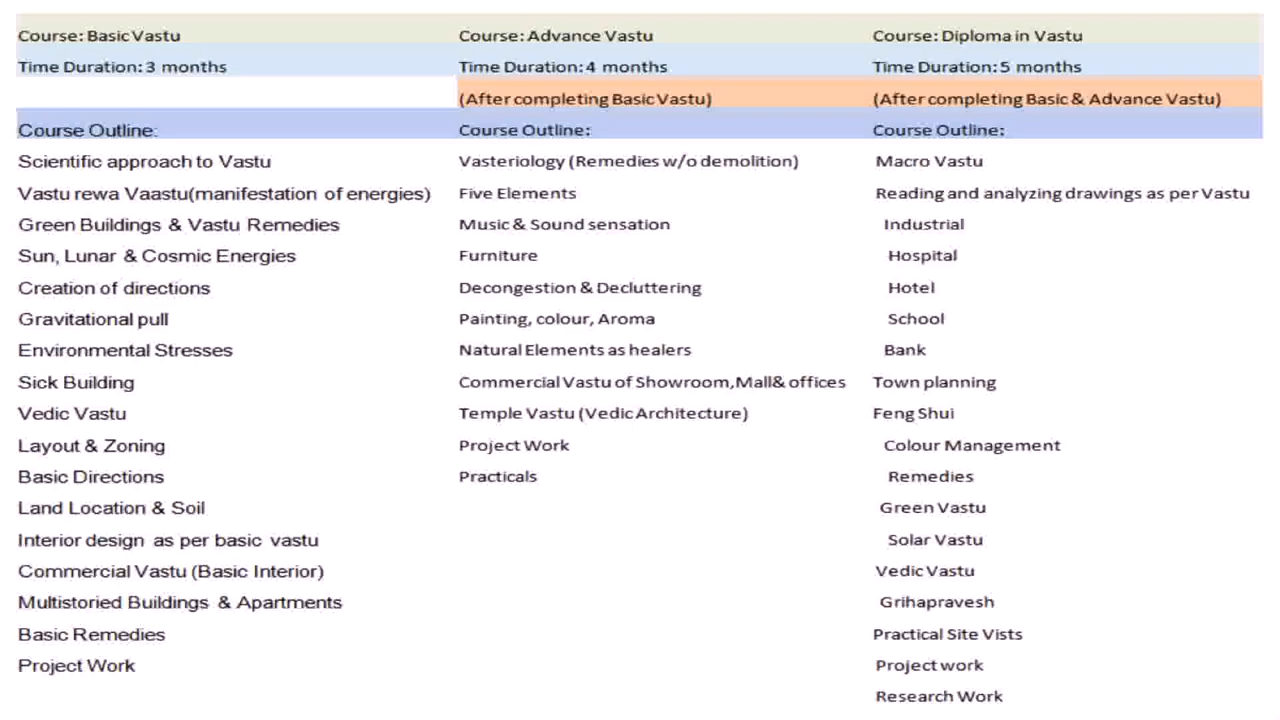 Course: Basic Vastu
Time Duration: 3 months
Course Outline:
Scientific approach to Vastu
Vastu rewa Vaastu(manifestation of energies)
Green Buildings & Vastu Remedies
Sun, Lunar & Cosmic Energies
Creation of directions
Gravitational pull
Environmental Stresses
Sick Building
Vedic Vastu
Layout & Zoning
Basic Directions
Land Location & Soil
Interior design as per basic vastu
Commercial Vastu (Basic Interior)
Multistoried Buildings & Apartments
Basic Remedies
Project Work
Course: Advance Vastu
Time Duration: 4 months
(After completing Basic Vastu)
Course Outline:
Vasteriology (Remedies w/o demolition)
Five Elements
Music & Sound sensation
Furniture
Decongestion & Decluttering
Painting, colour, Aroma
Natural Elements as healers
Commercial Vastu of Showroom,Mall& offices
Temple Vastu (Vedic Architecture)
Project Work
Practicals
Course: Diploma in Vastu
Time Duration: 5 months
(After completing Basic & Advance Vastu)
Course Outline:
Macro Vastu
Reading and analyzing drawings as per Vastu
Industrial
Hospital
Hotel
School
Bank
Town planning
Feng Shui
Colour Management
Remedies
Green Vastu
Solar Vastu
Vedic Vastu
Grihapravesh
Practical Site Vists
Project work
Research Work